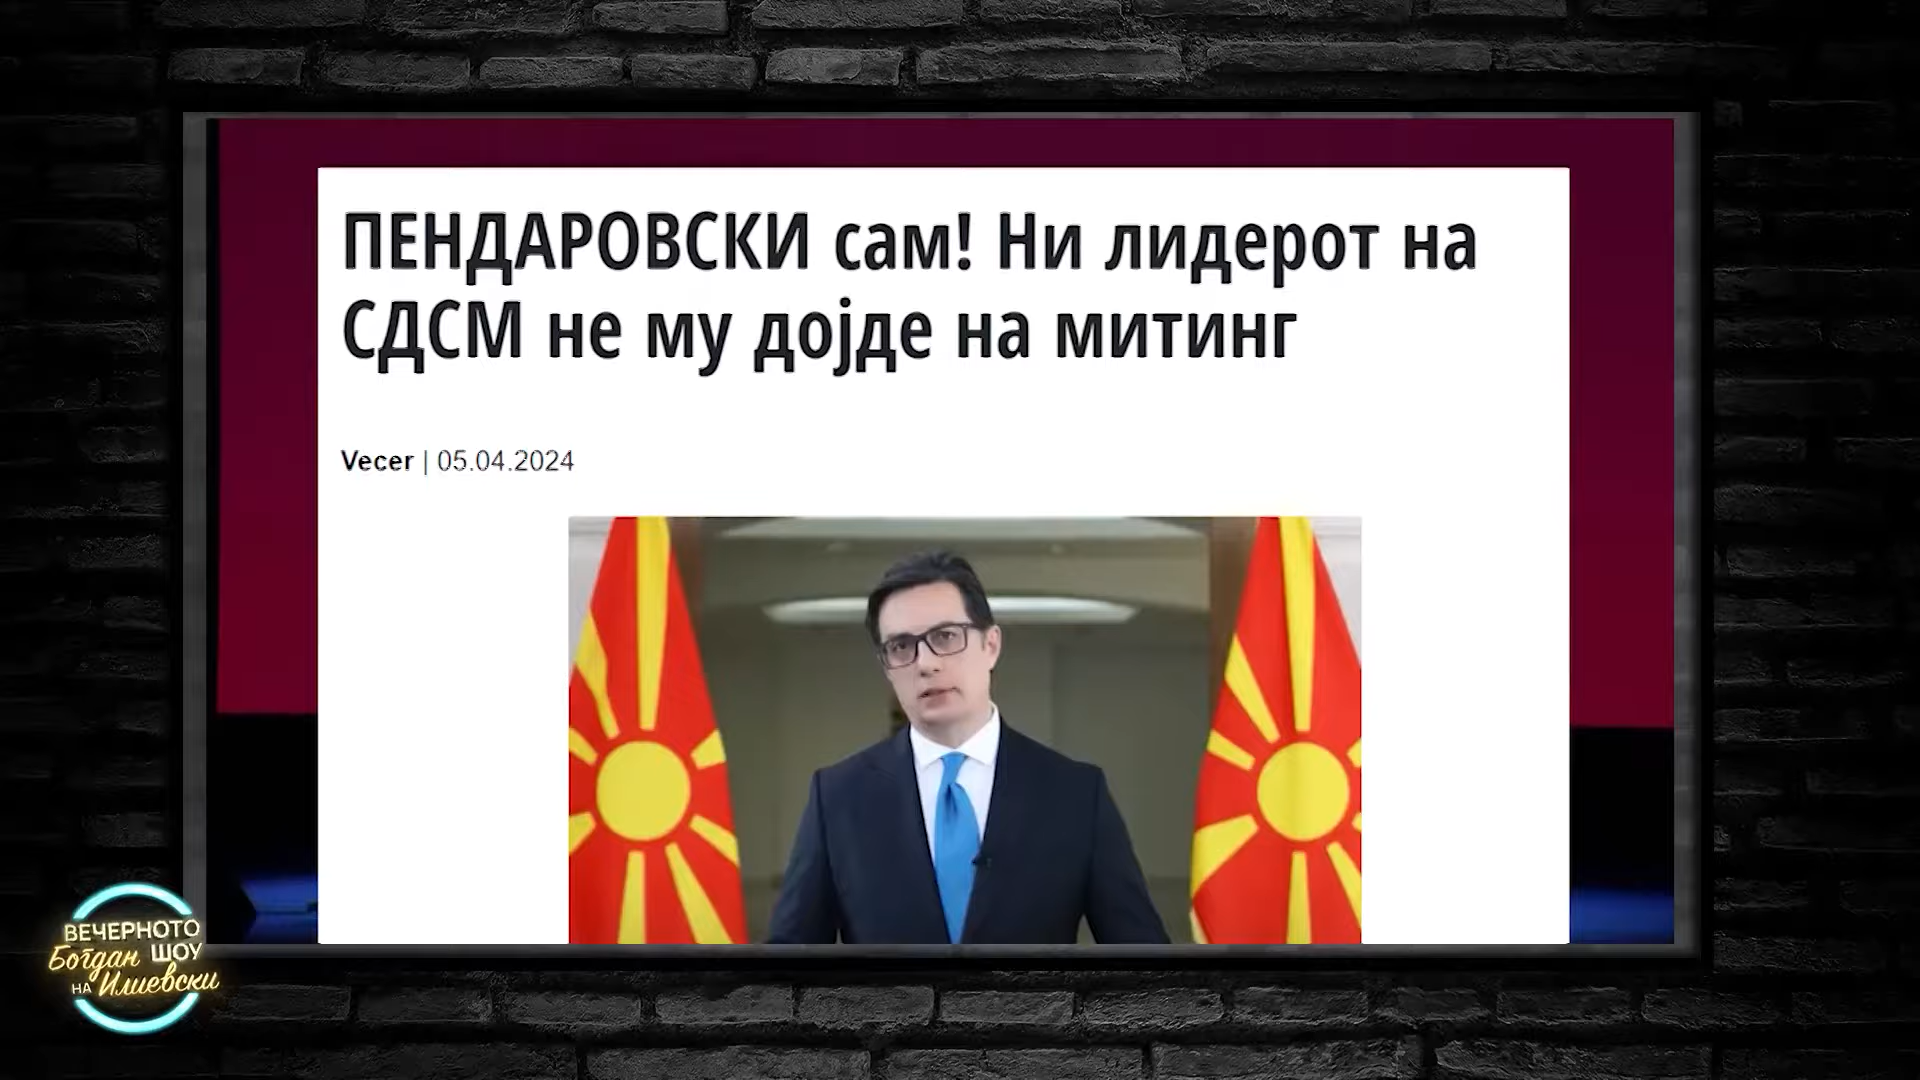 ПЕНДАРОВСКИ сам! Ни лидерот на
СДСМ не му дојде на митинг
Vecer | 05.04.2024
ВЕЧЕРНОТО
Богдан ШОУ
НА Илиевски